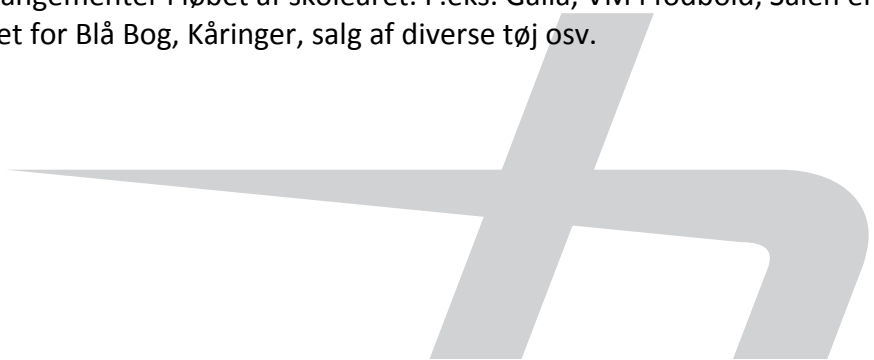 angementer i løbet af skoleåret. F.eks. Galla, VM i fodbold, Salen er
et for Blå Bog, Kåringer, salg af diverse tøj osv.